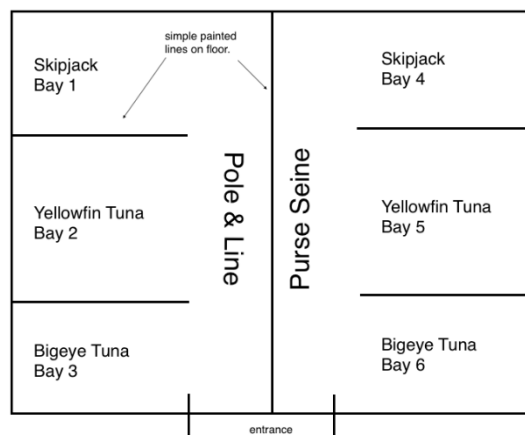 simple painted
lines on floor.
Skipjack
Bay 1
Yellowfin Tuna
Bay 2
Bigeye Tuna
Bay 3
Pole & Line
Purse Seine
Skipjack
Bay 4
Yellowfin Tuna
Bay 5
Bigeye Tuna
Bay 6
entrance